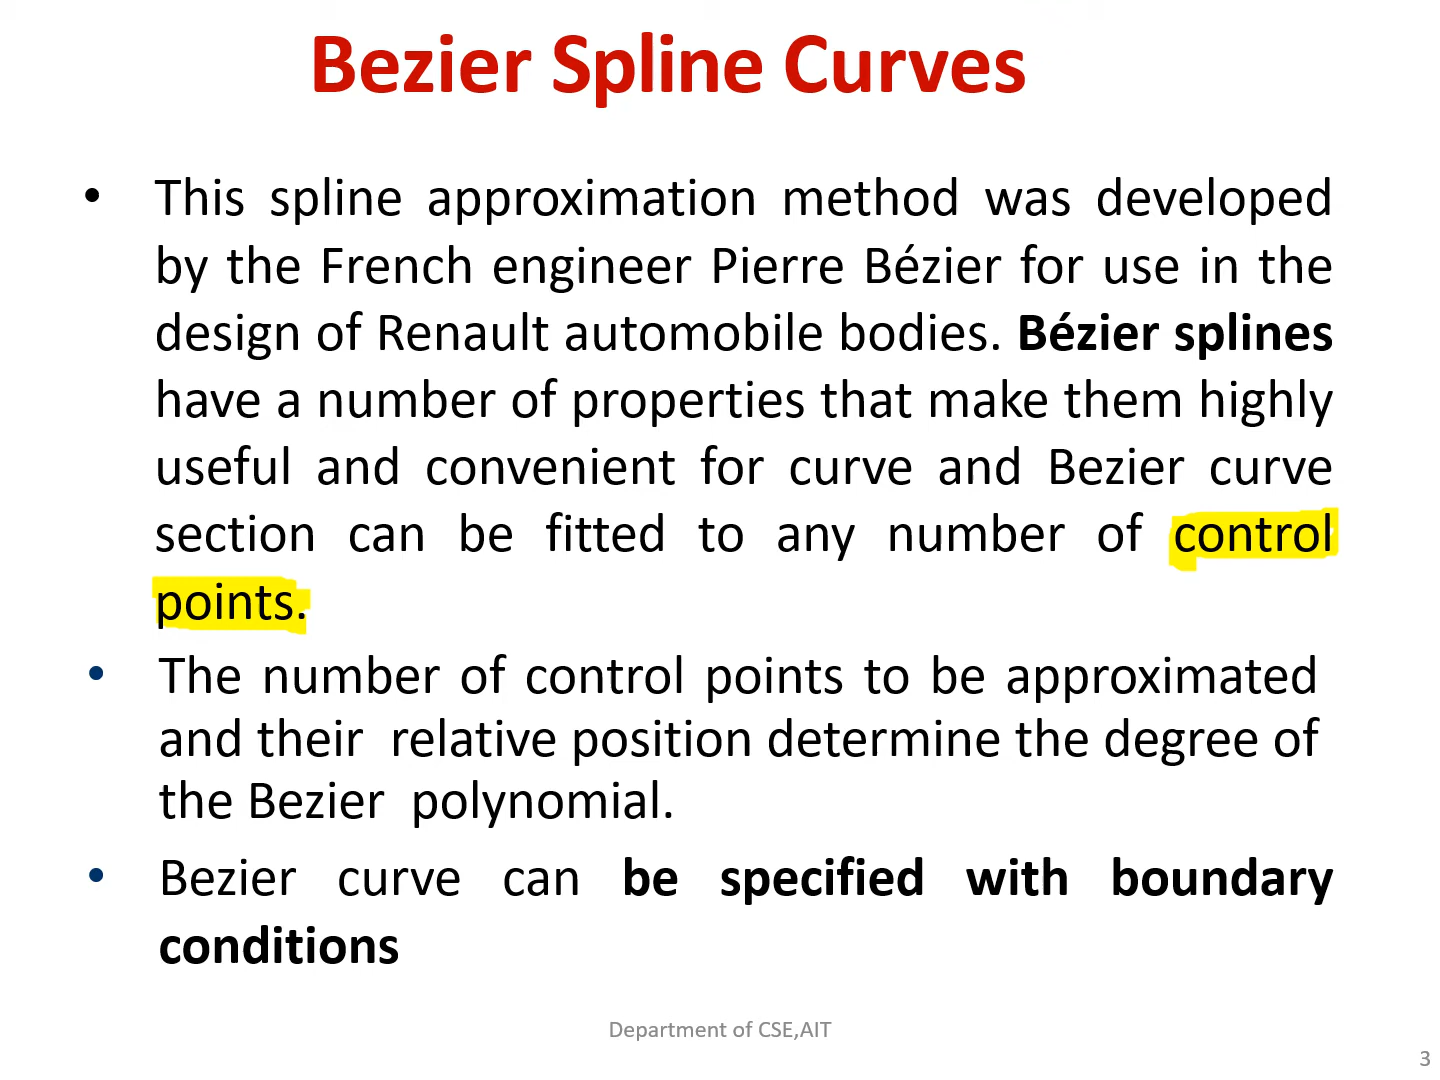 Bezier Spline Curves
• This spline approximation method was developed
by the French engineer Pierre Bézier for use in the
design of Renault automobile bodies. Bézier splines
have a number of properties that make them highly
useful and convenient for curve and Bezier curve
section can be fitted to any number of control
points.
• The number of control points to be approximated
and their relative position determine the degree of
the Bezier polynomial.
• Bezier curve can be specified with boundary
conditions
Department of CSE,AIT
3